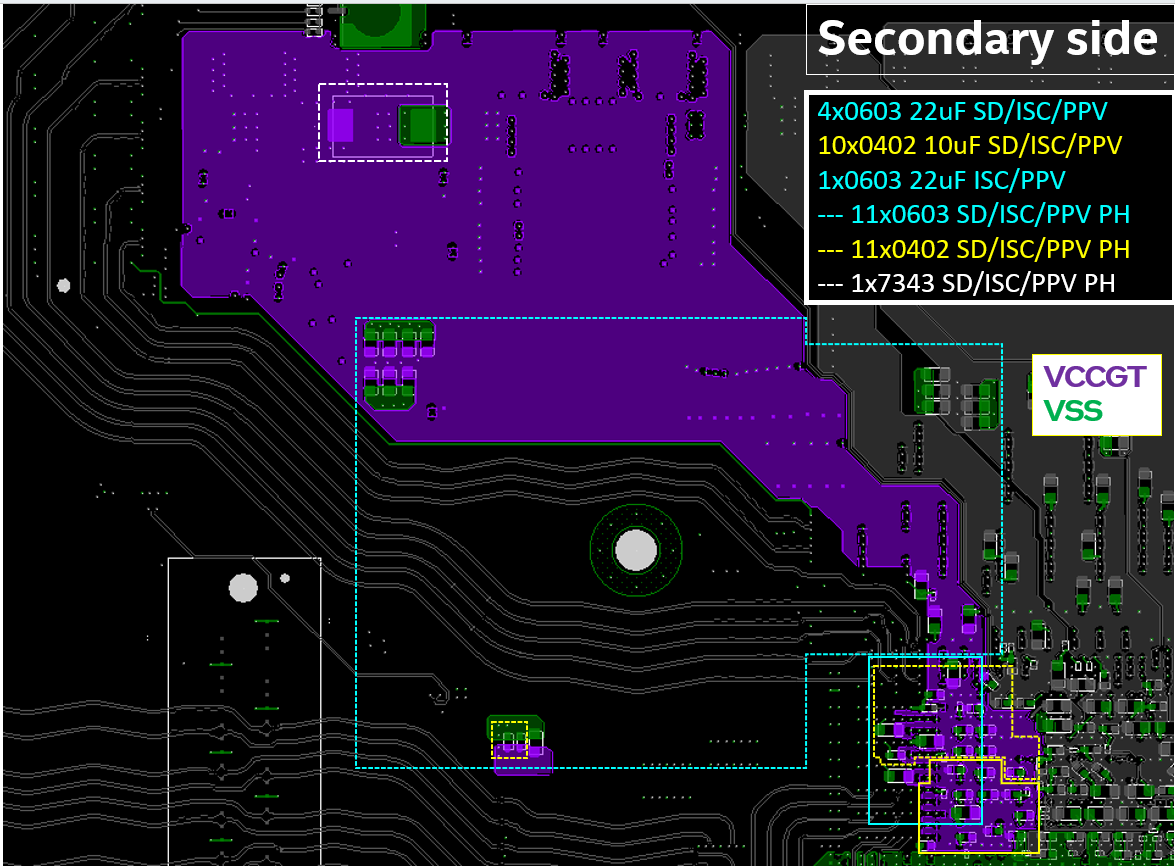 Secondary side
4x0603 22uF SD/ISC/PPV
10x0402 10uF SD/ISC/PPV
1x0603 22uF ISC/PPV
--- 11x0603 SD/ISC/PPV PH
--- 11x0402 SD/ISC/PPV PH
--- 1x7343 SD/ISC/PPV PH
VCCGT
VSS